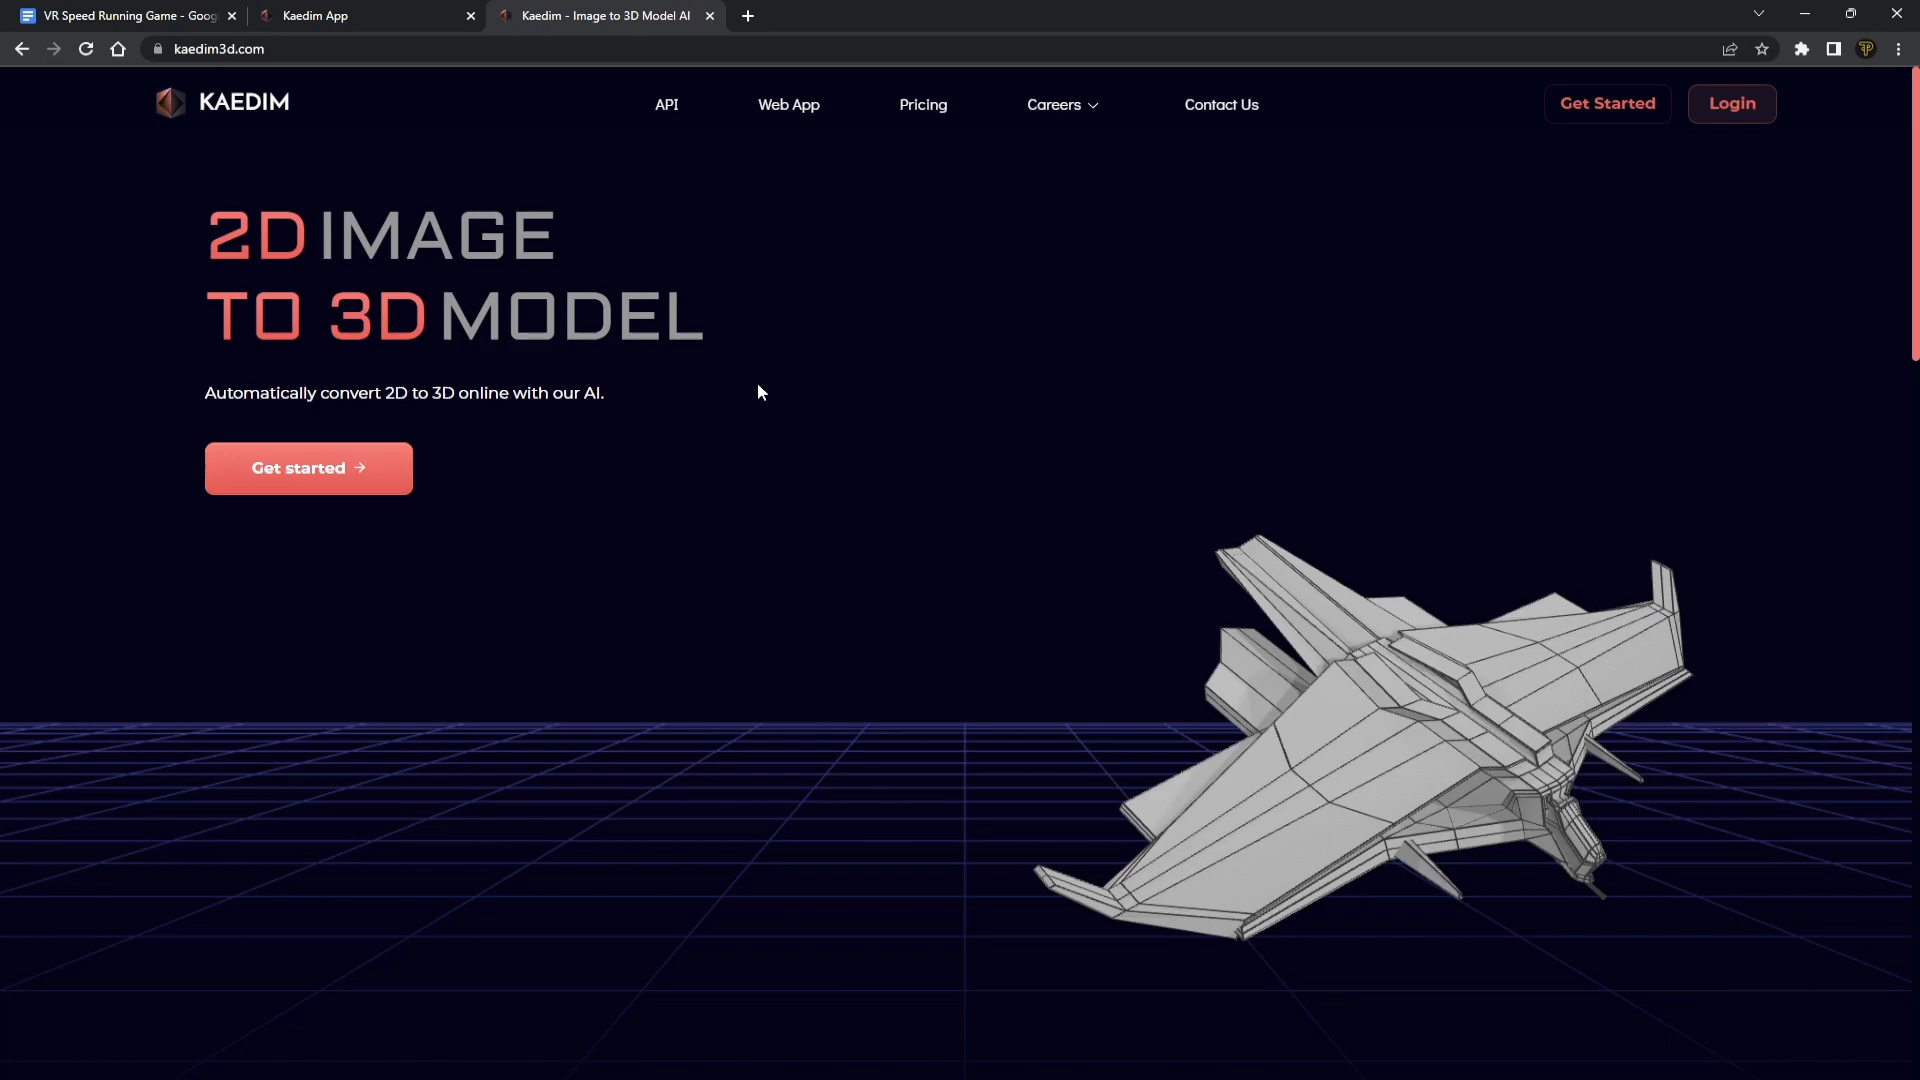 VR Speed Running Game - Goog
Kaedim App
Kaedim - Image to 3D Model AI
kaedim3d.com
KAEDIM
API
Web App
Pricing
Careers
Contact Us
Get Started
Login
2D IMAGE
TO 3D MODEL
Automatically convert 2D to 3D online with our AI.
Get started →